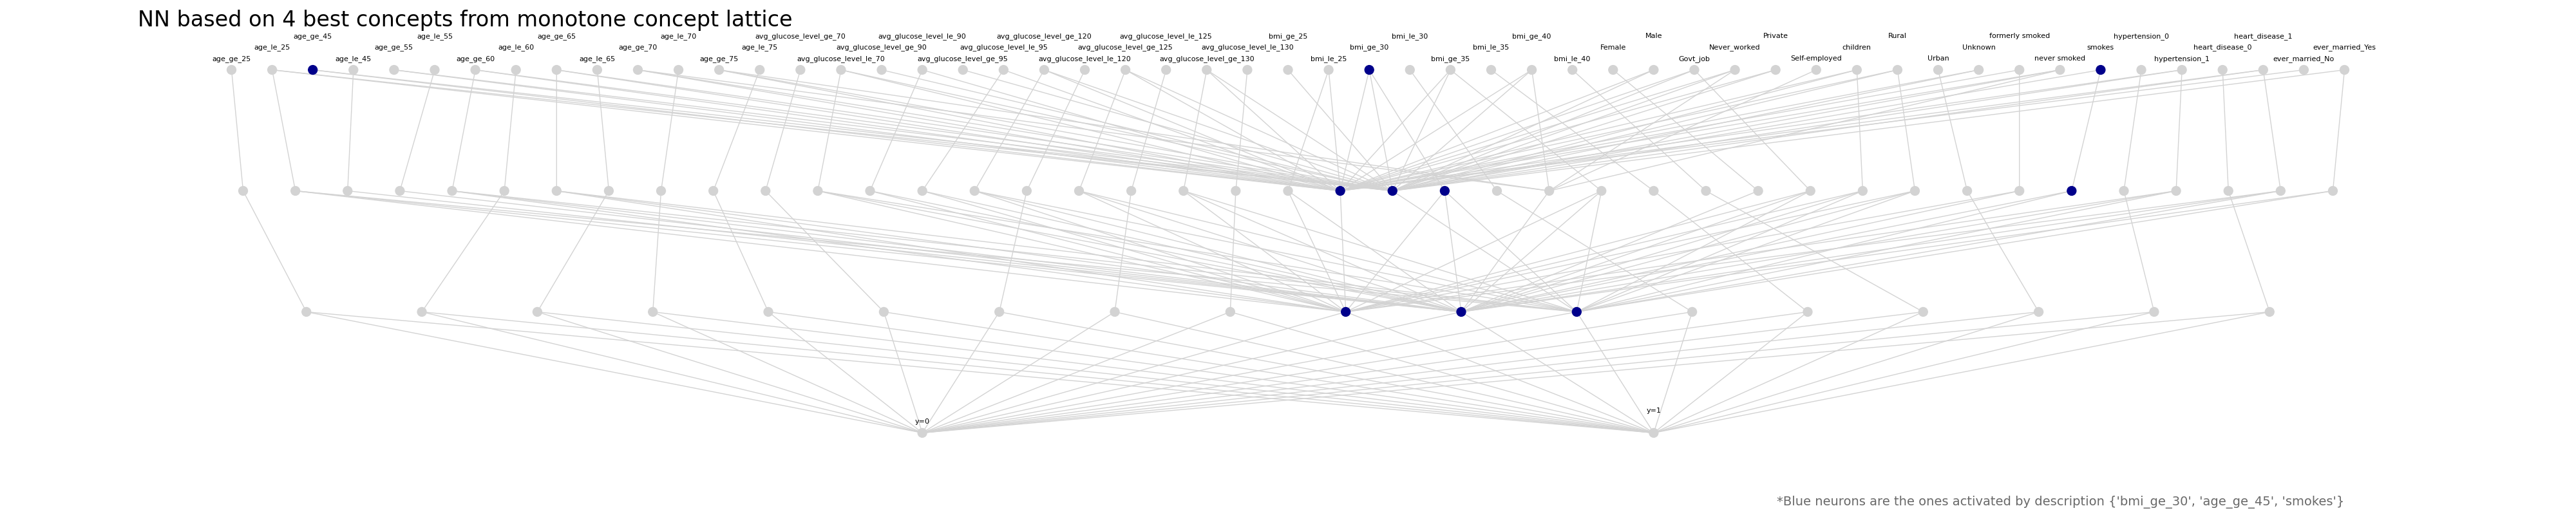 NN based on 4 best concepts from monotone concept lattice
age_ge_45 age_le_55 age_ge_65 age_le_70 avg_glucose_level_ge_70 avg_glucose_level_le_90 avg_glucose_level_ge_120 avg_glucose_level_le_125 bmi_ge_25 bmi_le_30 bmi_ge_40 Male Private Rural formerly smoked hypertension_0 heart_disease_1
age_le_25 age_ge_55 age_le_60 age_ge_70 age_le_75 avg_glucose_level_ge_90 avg_glucose_level_le_95 avg_glucose_level_ge_125 avg_glucose_level_le_130 bmi_ge_30 bmi_le_35 Female Never_worked children Unknown smokes heart_disease_0 ever_married_Yes
age_ge_25 age_le_45 age_ge_60 age_le_65 age_ge_75 avg_glucose_level_le_70 avg_glucose_level_ge_95 avg_glucose_level_le_120 avg_glucose_level_ge_130 bmi_le_25 bmi_ge_35 bmi_le_40 Govt_job Self-employed Urban never smoked hypertension_1 ever_married_No
y=1
y=0
*Blue neurons are the ones activated by description {'bmi_ge_30', 'age_ge_45', 'smokes'}